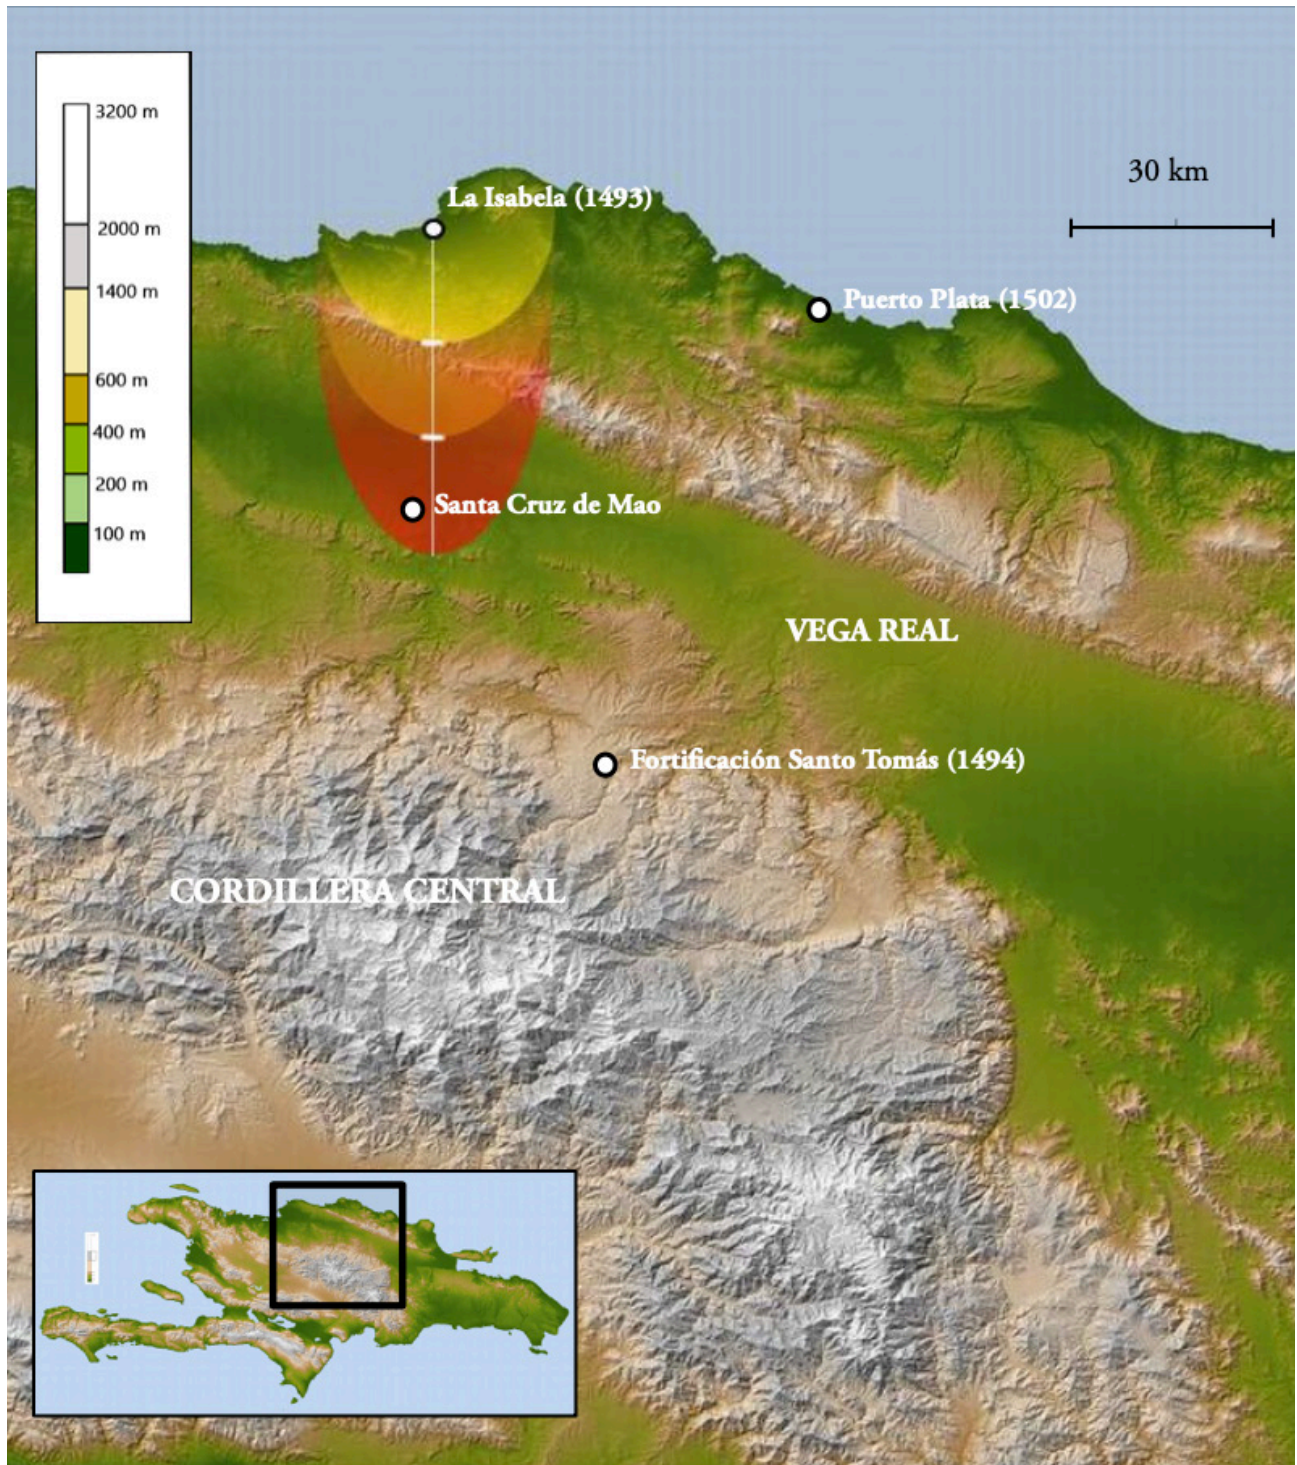 3200 m
2000 m
1400 m
600 m
400 m
200 m
100 m
30 km
La Isabela (1493)
Puerto Plata (1502)
Santa Cruz de Mao
VEGA REAL
Fortificación Santo Tomás (1494)
CORDILLERA CENTRAL